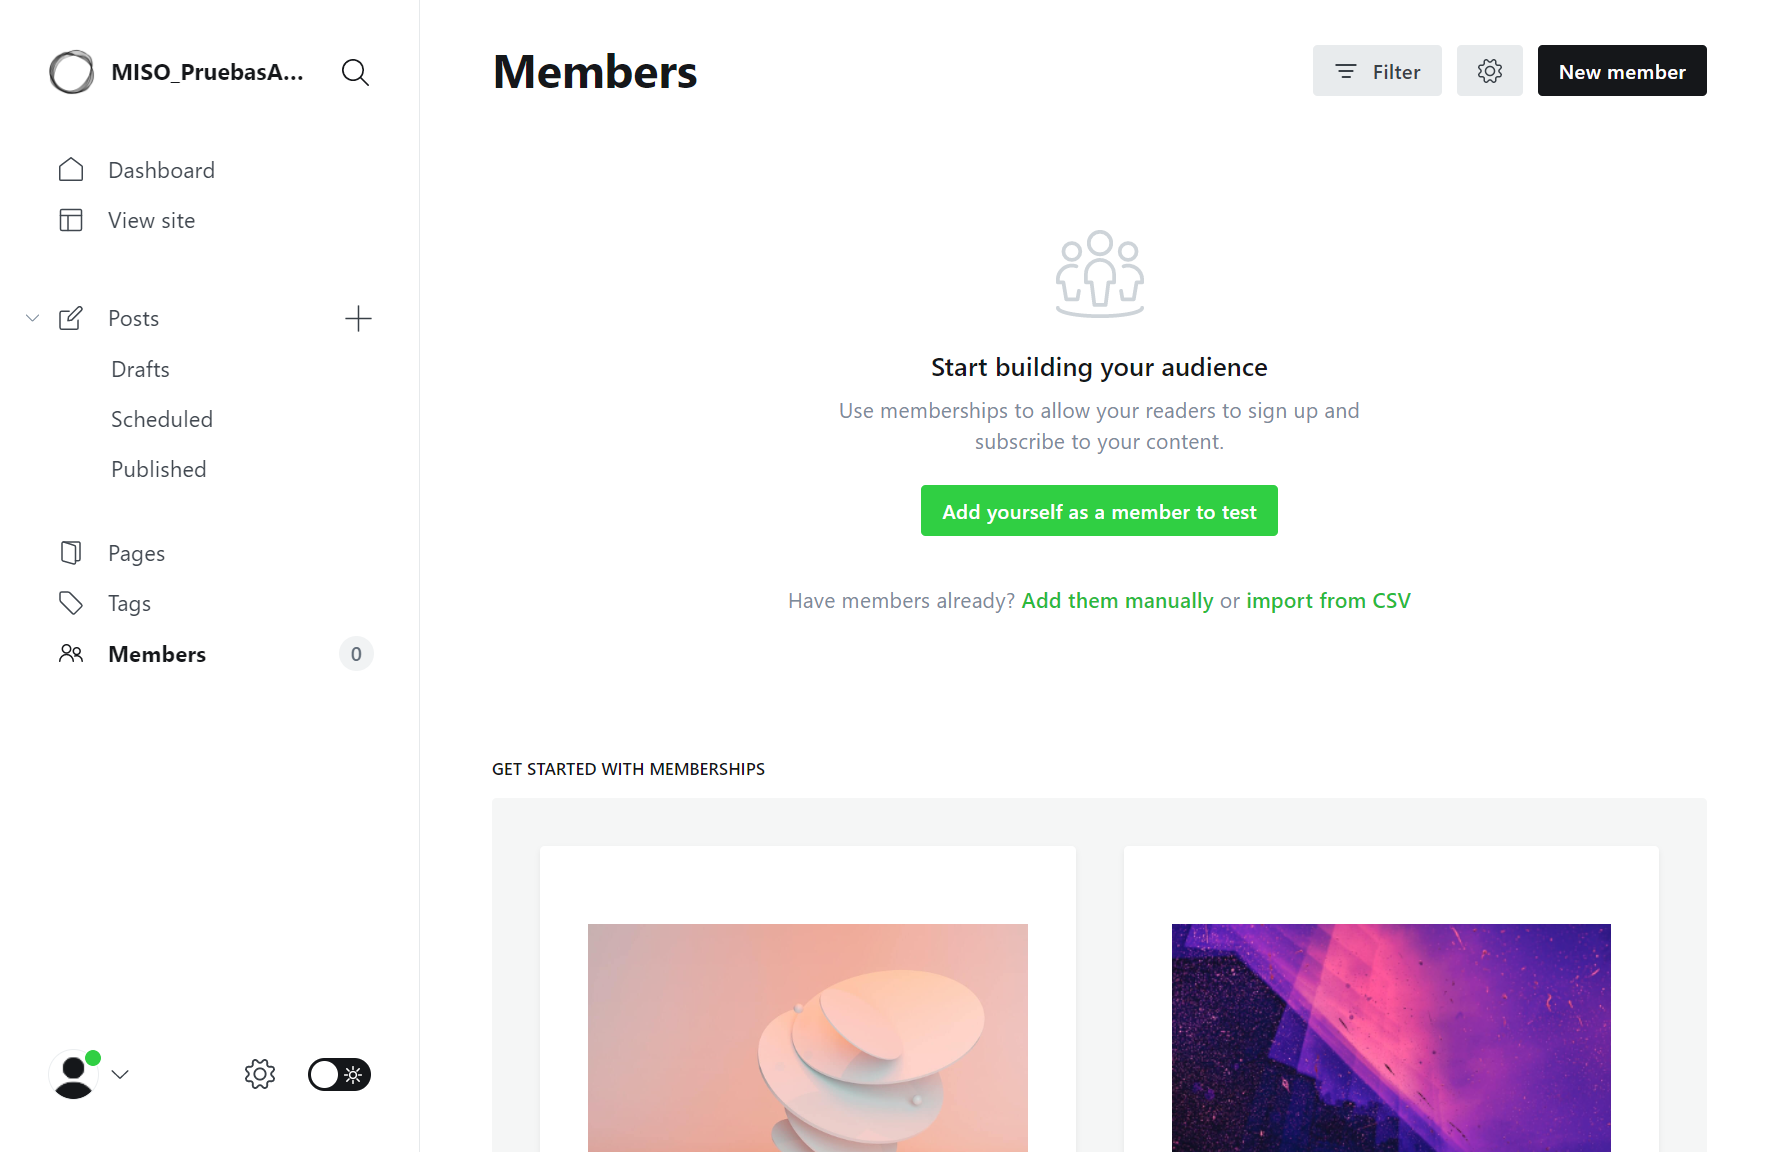 MISO_PruebasA...
Dashboard
View site
Posts
Drafts
Scheduled
Published
Pages
Tags
Members
0
Members
Filter
New member
Start building your audience
Use memberships to allow your readers to sign up and
subscribe to your content.
Add yourself as a member to test
Have members already? Add them manually or import from CSV
GET STARTED WITH MEMBERSHIPS